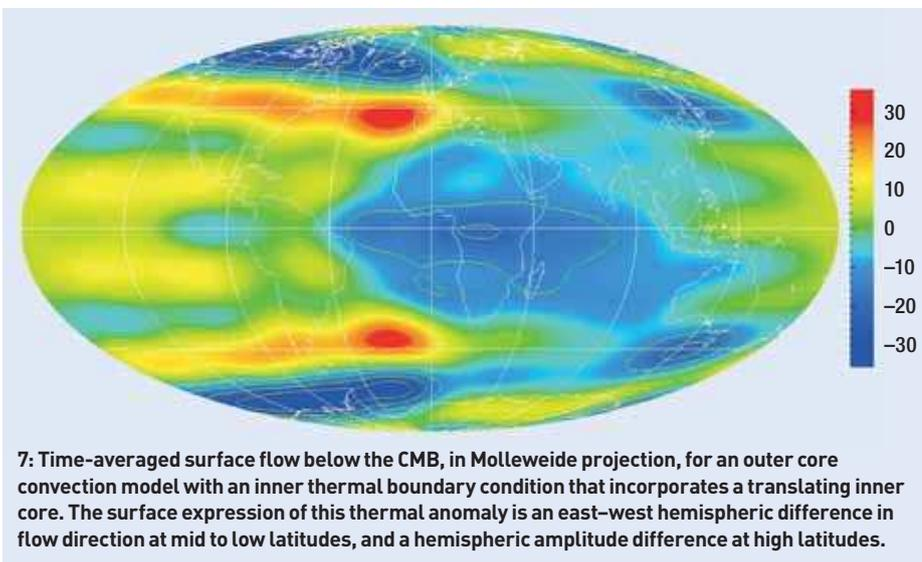 30
20
10
0
–10
–20
–30
7: Time-averaged surface flow below the CMB, in Molleweide projection, for an outer core
convection model with an inner thermal boundary condition that incorporates a translating inner
core. The surface expression of this thermal anomaly is an east–west hemispheric difference in
flow direction at mid to low latitudes, and a hemispheric amplitude difference at high latitudes.